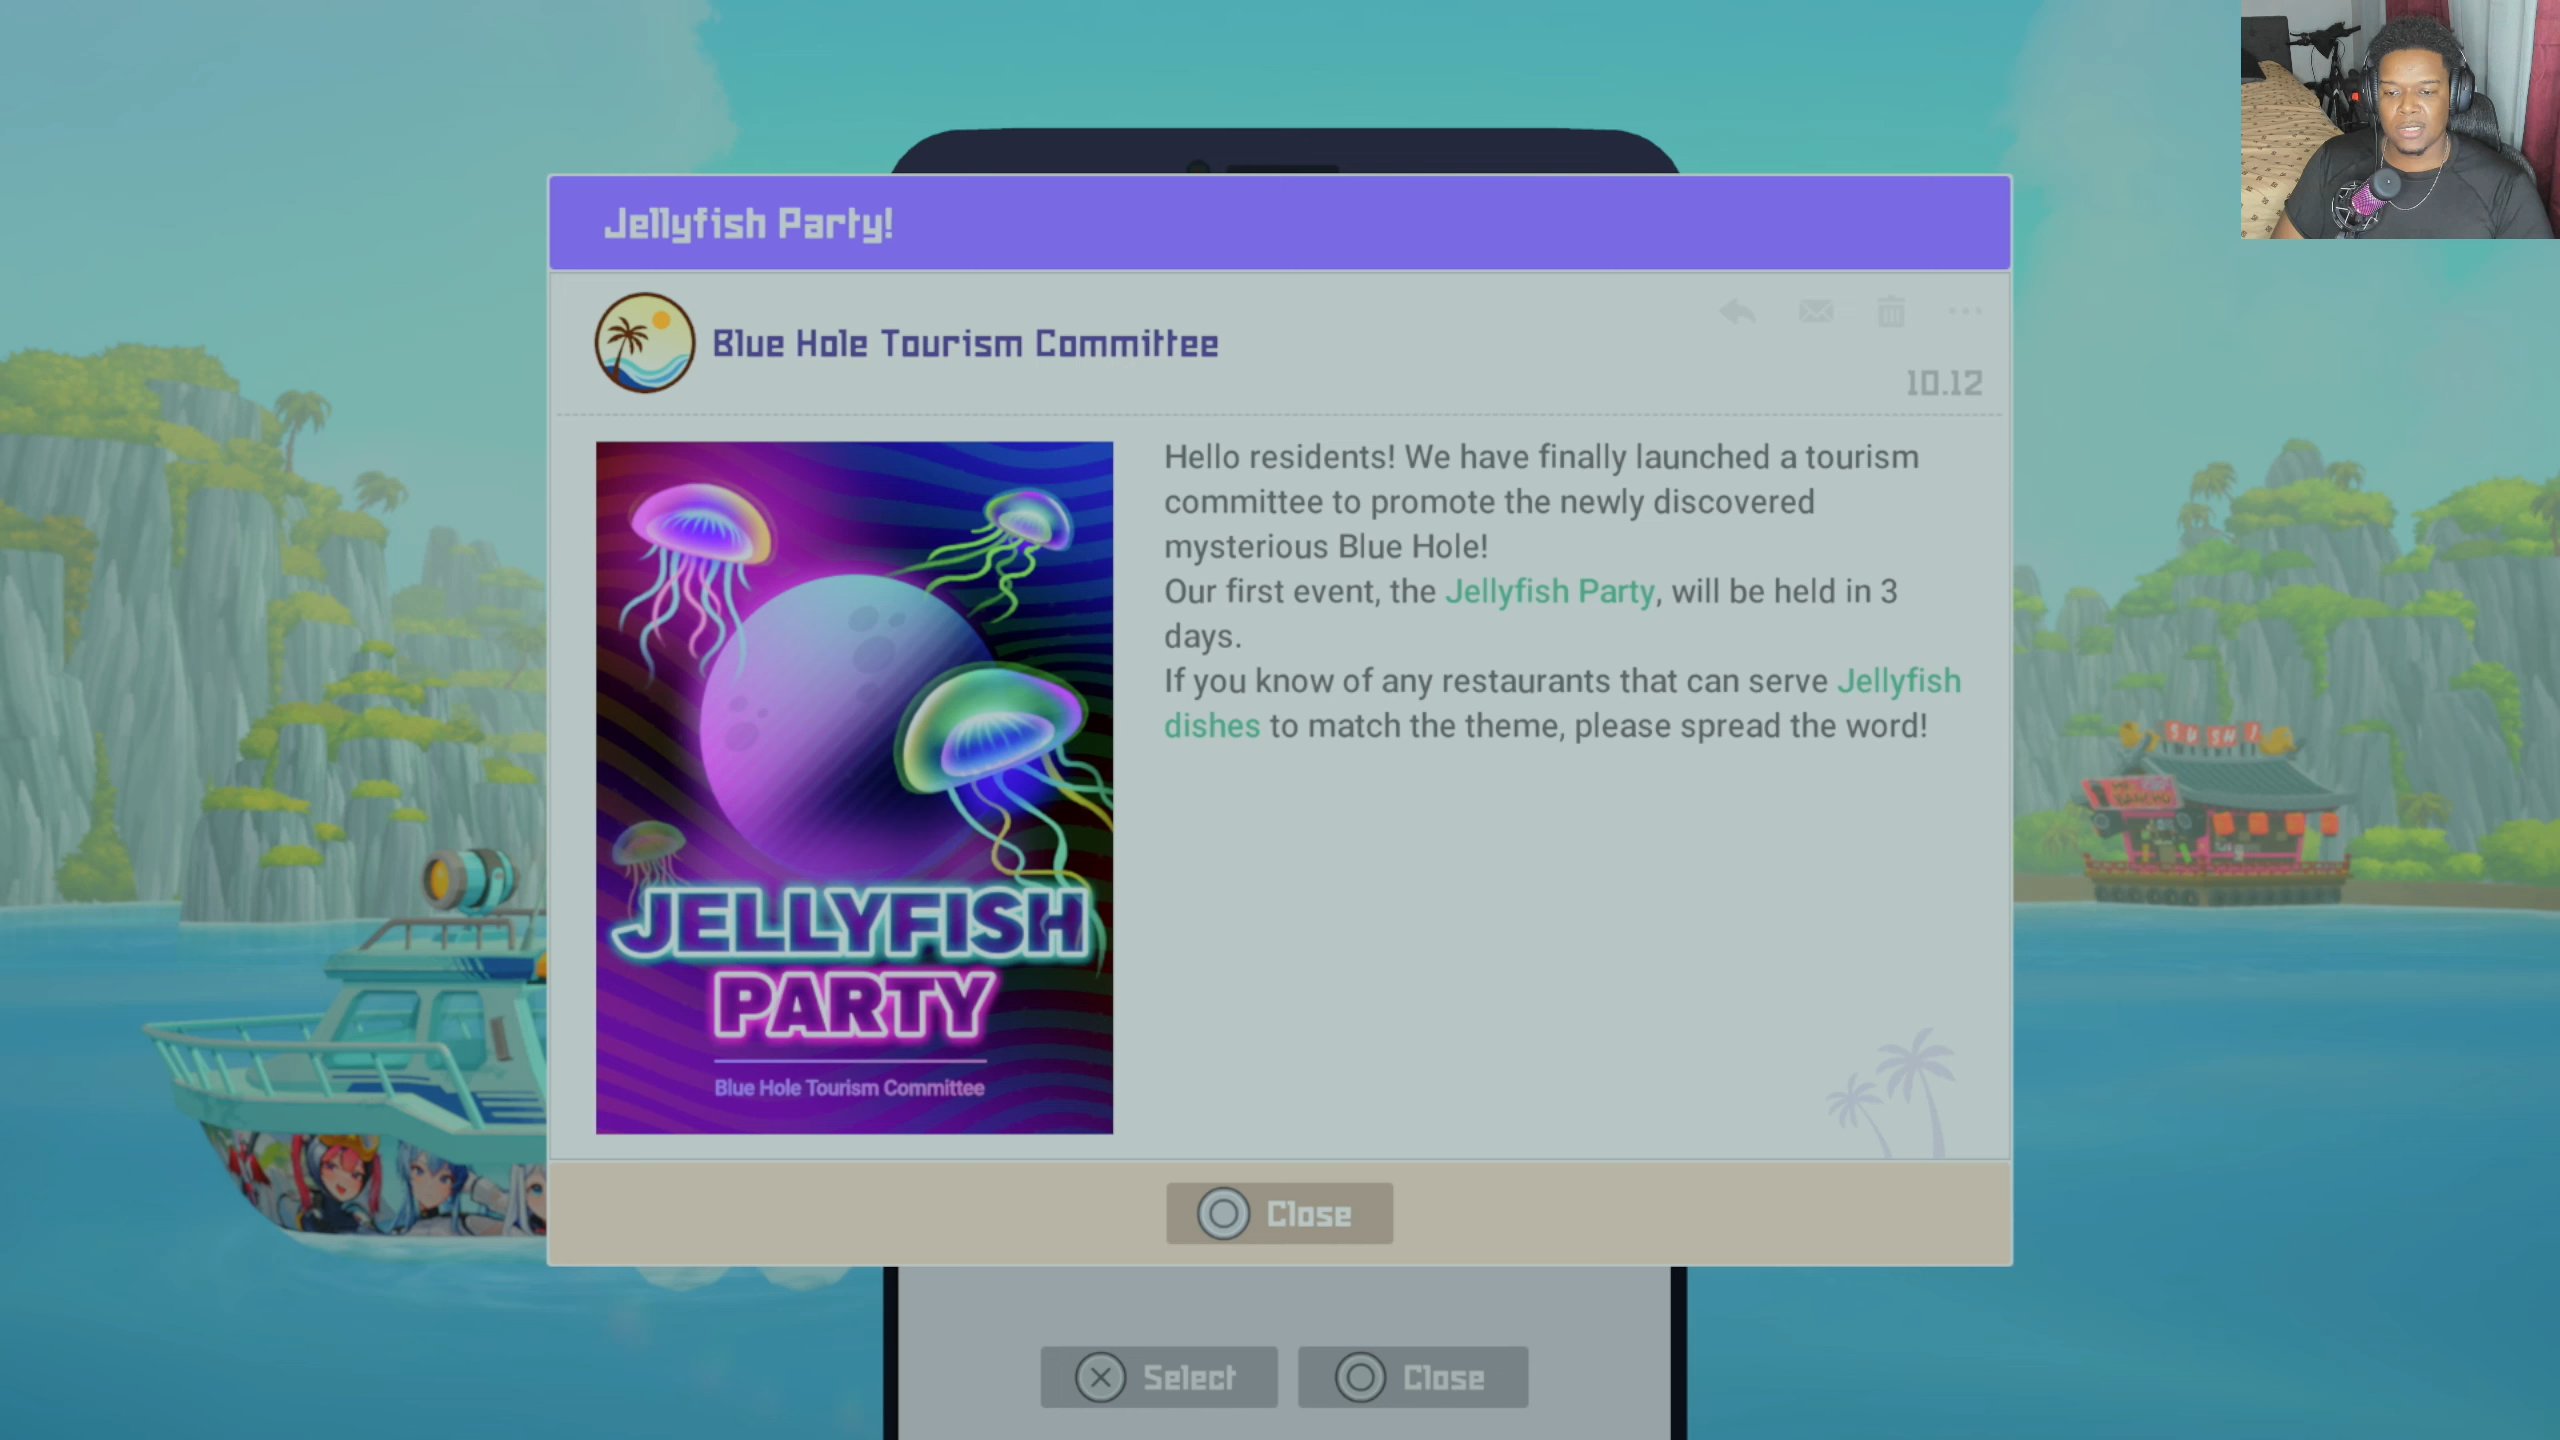 Jellyfish Party!
Blue Hole Tourism Committee
10.12
Hello residents! We have finally launched a tourism
committee to promote the newly discovered
mysterious Blue Hole!
Our first event, the Jellyfish Party, will be held in 3
days.
If you know of any restaurants that can serve Jellyfish
dishes to match the theme, please spread the word!
JELLYFISH
PARTY
Blue Hole Tourism Committee
SUSHI
BANCHO
Close
Select
Close